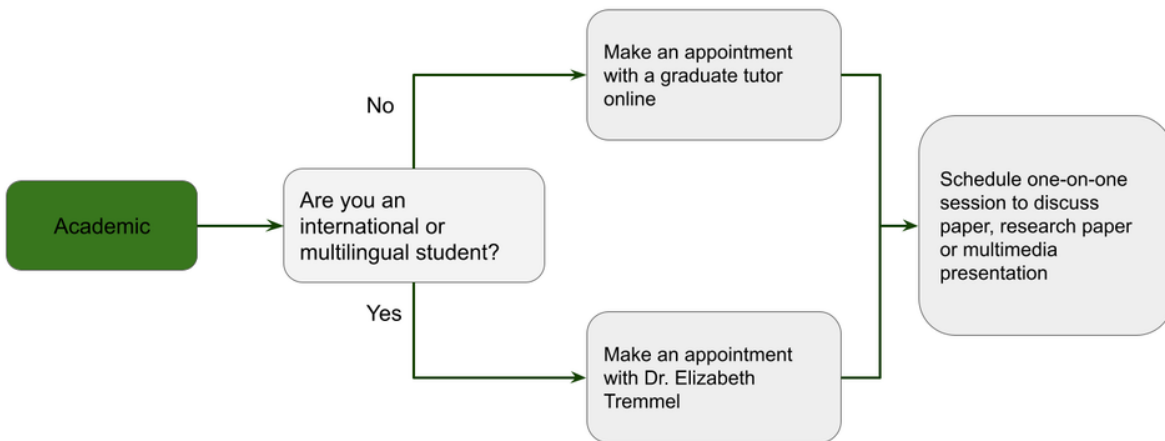 Academic
Are you an
international or
multilingual student?
No
Make an appointment
with a graduate tutor
online
Yes
Make an appointment
with Dr. Elizabeth
Tremmel
Schedule one-on-one
session to discuss
paper, research paper
or multimedia
presentation